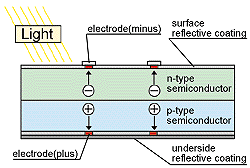 electrode(minus)
surface
reflective coating
Light
n-type
semiconductor
p-type
semiconductor
electrode(plus)
underside
reflective coating